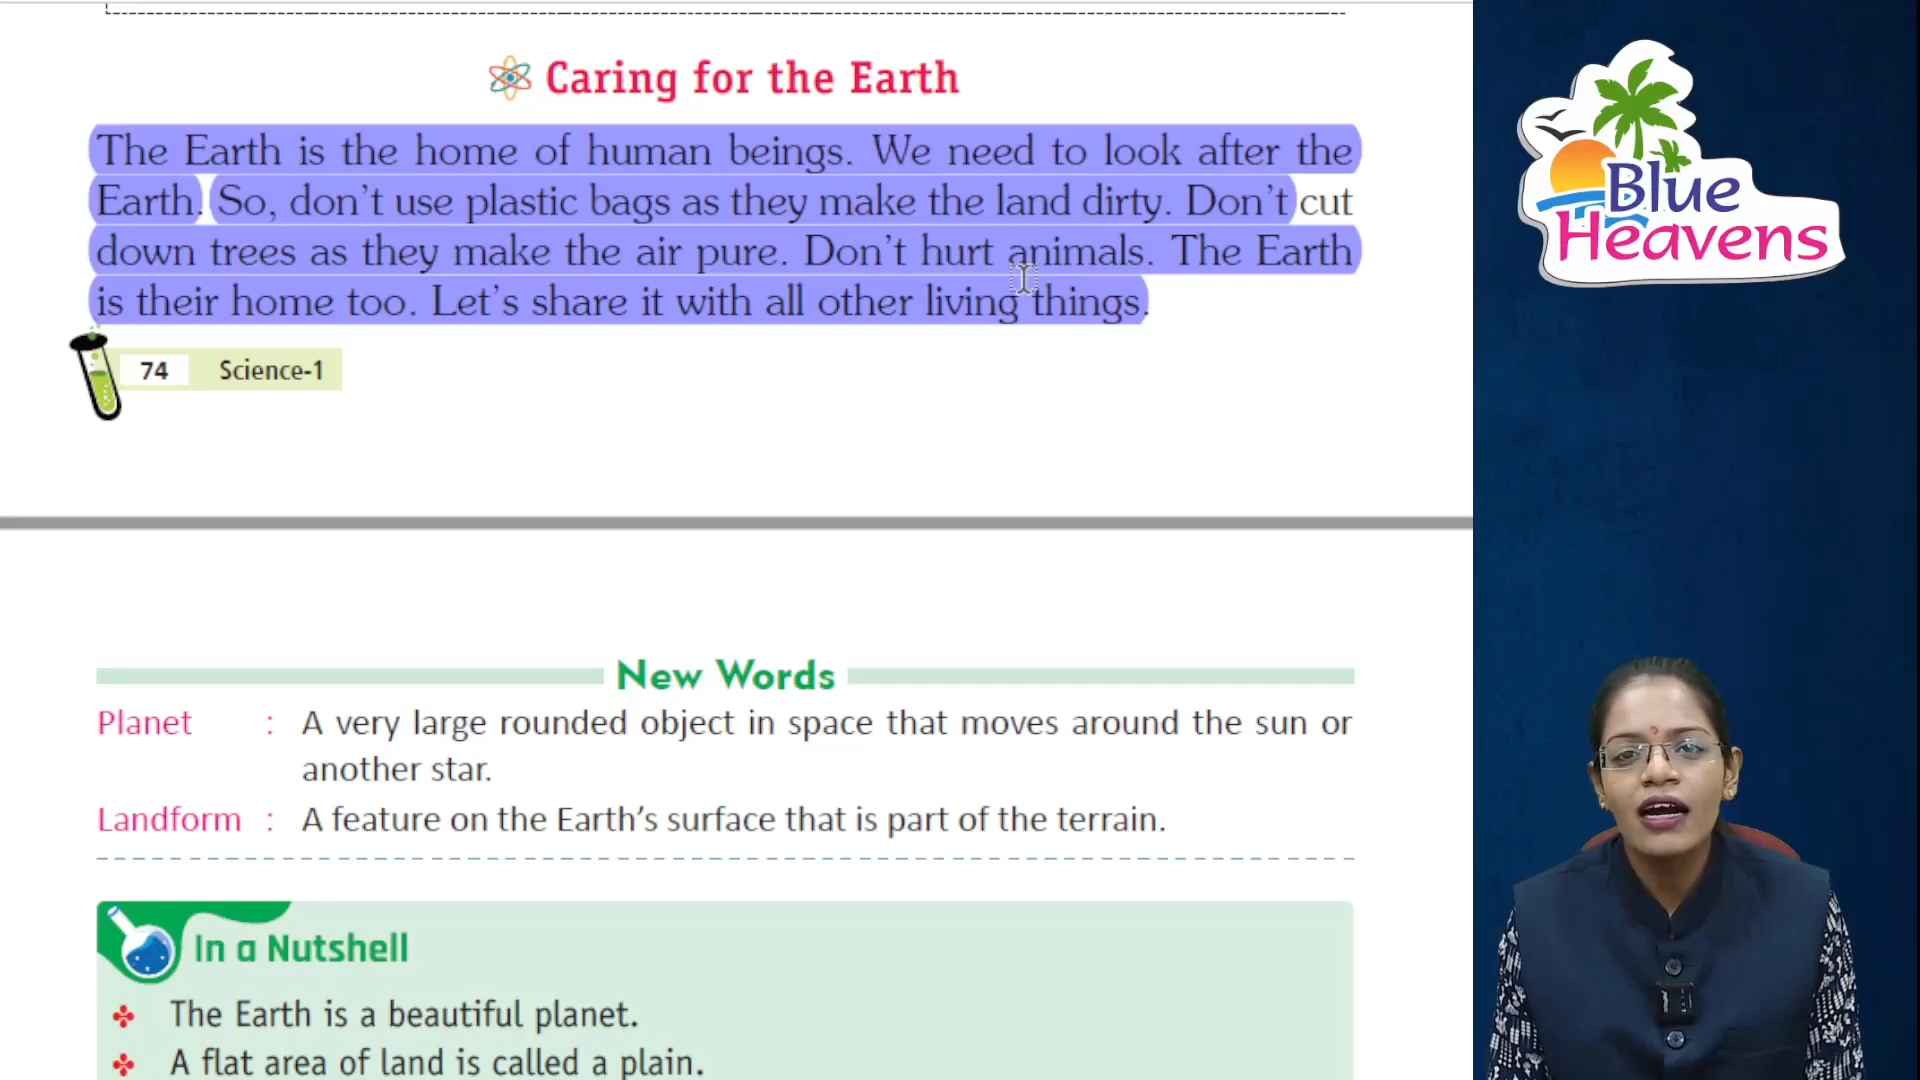 Caring for the Earth
The Earth is the home of human beings. We need to look after the
Earth. So, don't use plastic bags as they make the land dirty. Don't cut
down trees as they make the air pure. Don't hurt animals. The Earth
is their home too. Let's share it with all other living things.
74 Science-1
Blue
Heavens
New Words
Planet : A very large rounded object in space that moves around the sun or
another star.
Landform : A feature on the Earth's surface that is part of the terrain.
In a Nutshell
The Earth is a beautiful planet.
A flat area of land is called a plain.